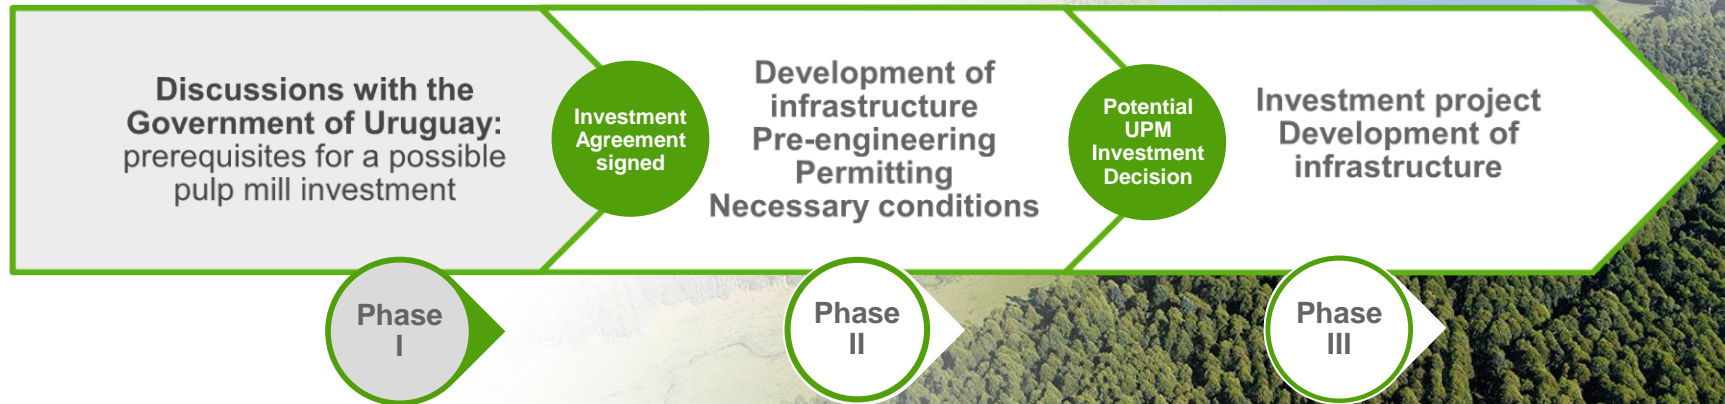 Discussions with the
Government of Uruguay:
prerequisites for a possible
pulp mill investment
Investment
Agreement
signed
Development of
infrastructure
Pre-engineering
Permitting
Necessary conditions
Potential
UPM
Investment
Decision
Investment project
Development of
infrastructure
Phase
I
Phase
II
Phase
III